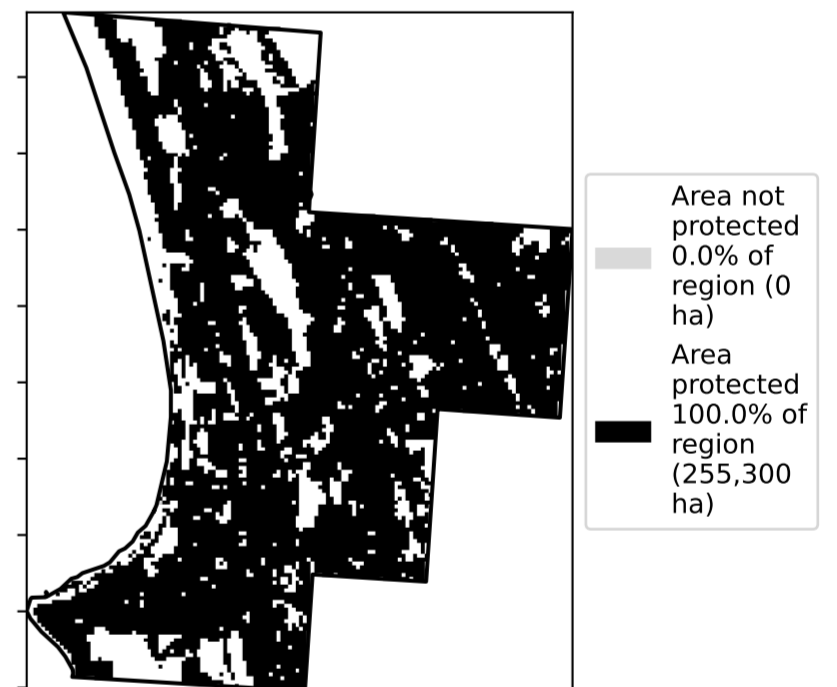 Area not
protected
0.0% of
region (0
ha)
Area
protected
100.0% of
region
(255,300
ha)